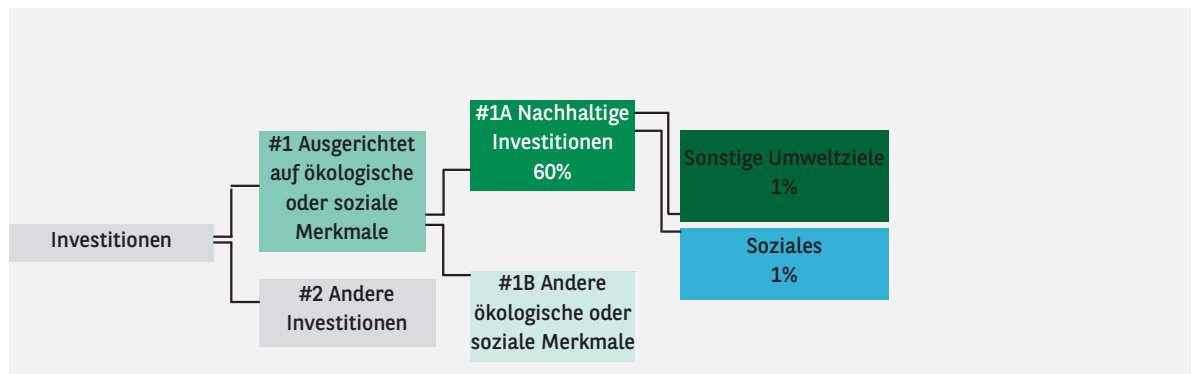 Investitionen
#1 Ausgerichtet
auf ökologische
oder soziale
Merkmale
#2 Andere
Investitionen
#1A Nachhaltige
Investitionen
60%
#1B Andere
ökologische oder
soziale Merkmale
Sonstige Umweltziele
1%
Soziales
1%